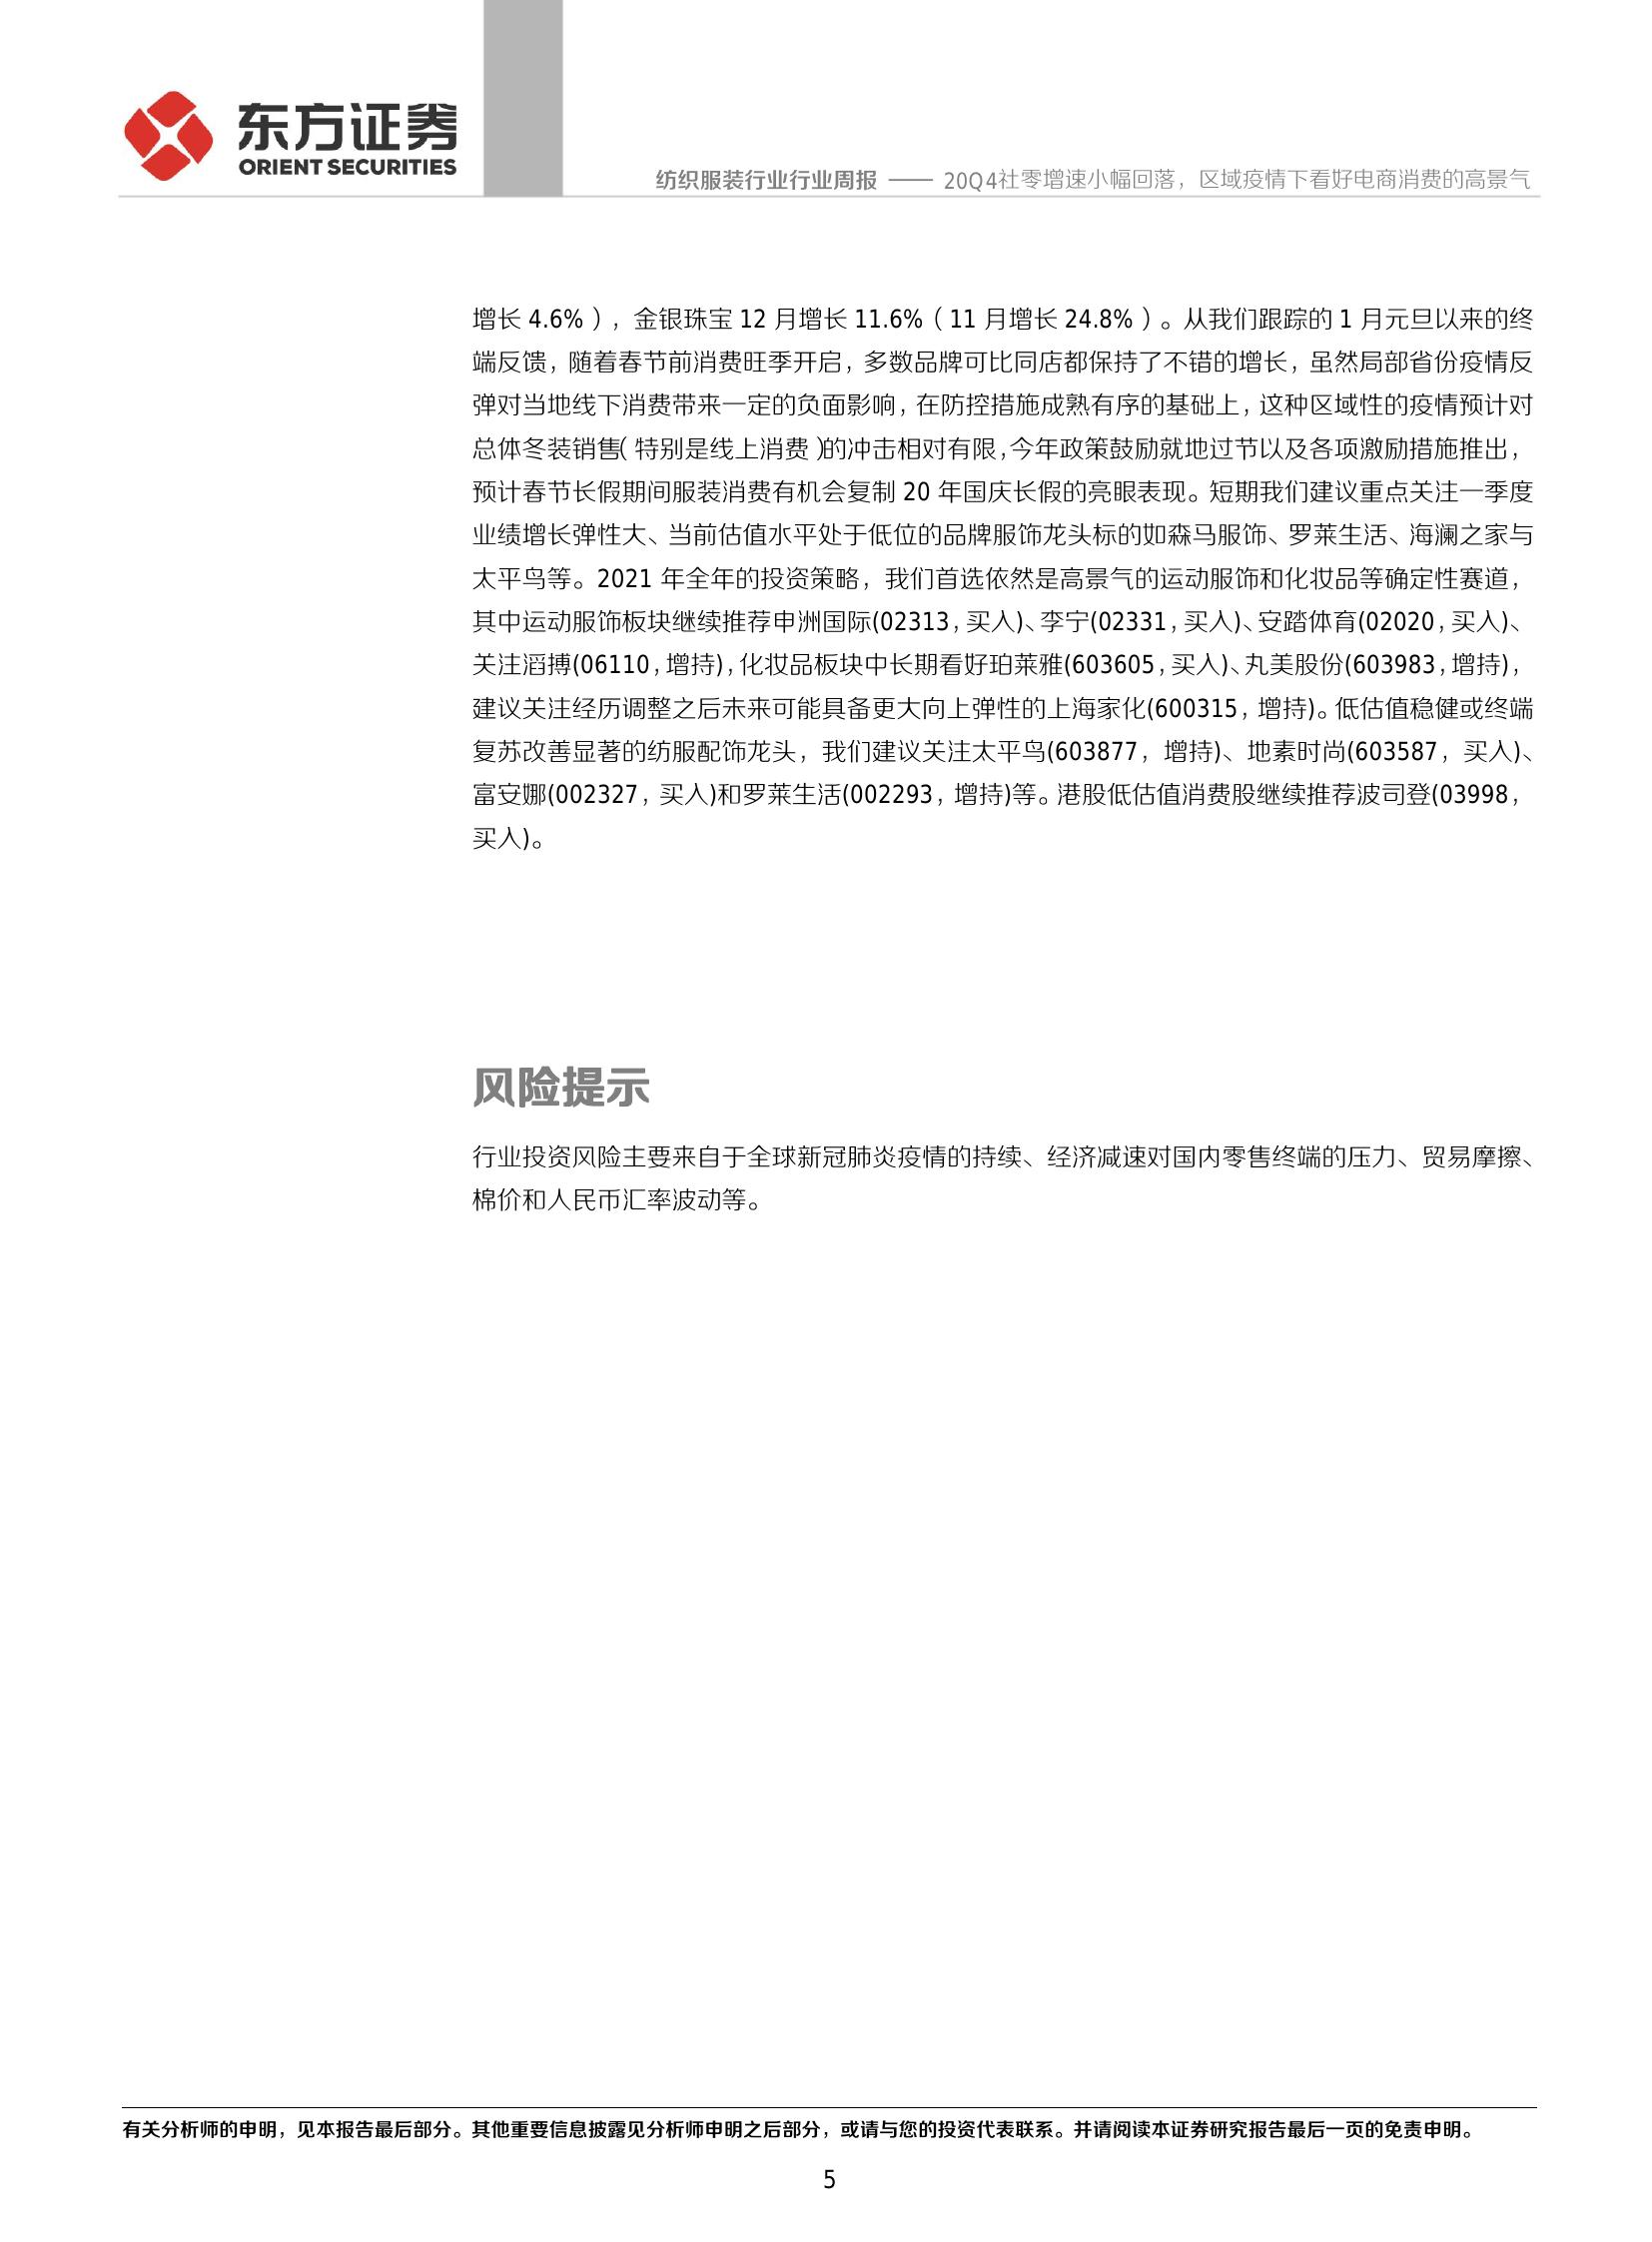 东方证券
ORIENT SECURITIES
纺织服装行业行业周报 —— 20Q4社零增速小幅回落，区域疫情下看好电商消费的高景气
增长 4.6%），金银珠宝 12 月增长 11.6%（11 月增长 24.8%）。从我们跟踪的 1 月元旦以来的终
端反馈，随着春节前消费旺季开启，多数品牌可比同店都保持了不错的增长，虽然局部省份疫情反
弹对当地线下消费带来一定的负面影响，在防控措施成熟有序的基础上，这种区域性的疫情预计对
总体冬装销售（特别是线上消费）的冲击相对有限，今年政策鼓励就地过节以及各项激励措施推出，
预计春节长假期间服装消费有机会复制 20 年国庆长假的亮眼表现。短期我们建议重点关注一季度
业绩增长弹性大、当前估值水平处于低位的品牌服饰龙头标的如森马服饰、罗莱生活、海澜之家与
太平鸟等。2021 年全年的投资策略，我们首选依然是高景气的运动服饰和化妆品等确定性赛道，
其中运动服饰板块继续推荐申洲国际(02313，买入)、李宁(02331，买入)、安踏体育(02020，买入)、
关注滔搏(06110，增持)，化妆品板块中长期看好珀莱雅(603605，买入)、丸美股份(603983，增持)，
建议关注经历调整之后未来可能具备更大向上弹性的上海家化(600315，增持)。低估值稳健或终端
复苏改善显著的纺服配饰龙头，我们建议关注太平鸟(603877，增持)、地素时尚(603587，买入)、
富安娜(002327，买入)和罗莱生活(002293，增持)等。港股低估值消费股继续推荐波司登(03998，
买入)。
风险提示
行业投资风险主要来自于全球新冠肺炎疫情的持续、经济减速对国内零售终端的压力、贸易摩擦、
棉价和人民币汇率波动等。
有关分析师的申明，见本报告最后部分。其他重要信息披露见分析师申明之后部分，或请与您的投资代表联系。并请阅读本证券研究报告最后一页的免责申明。
5